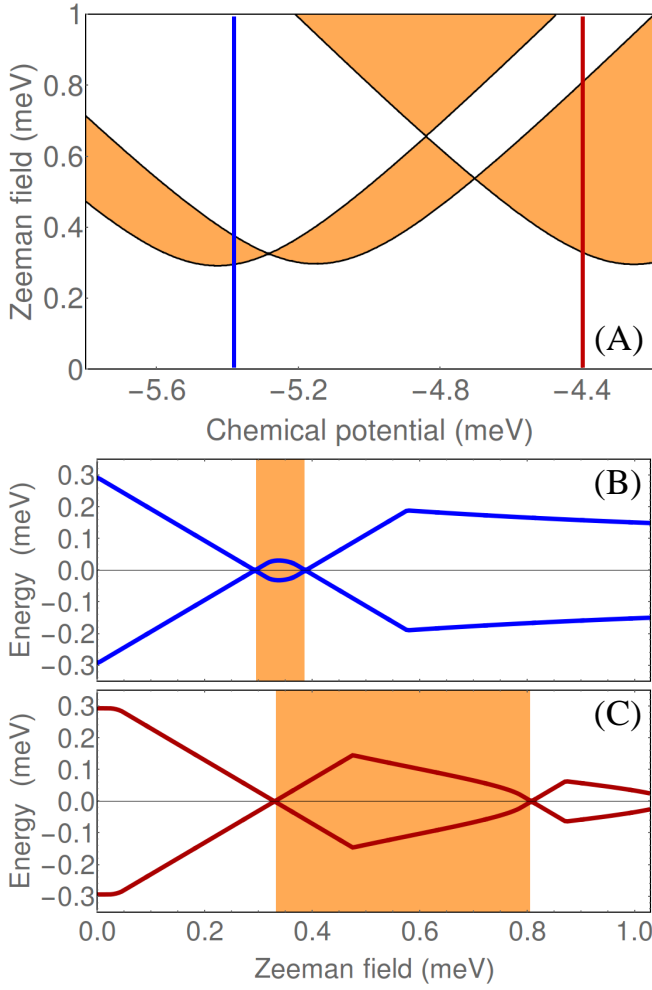 1
0.8
0.6
0.4
0.2
0
Zeeman field (meV)
(A)
−5.6 −5.2 −4.8 −4.4
Chemical potential (meV)
0.3
0.2
0.1
0.0
−0.1
−0.2
−0.3
Energy (meV)
(B)
0.3
0.2
0.1
0.0
−0.1
−0.2
−0.3
Energy (meV)
(C)
0.0 0.2 0.4 0.6 0.8 1.0
Zeeman field (meV)